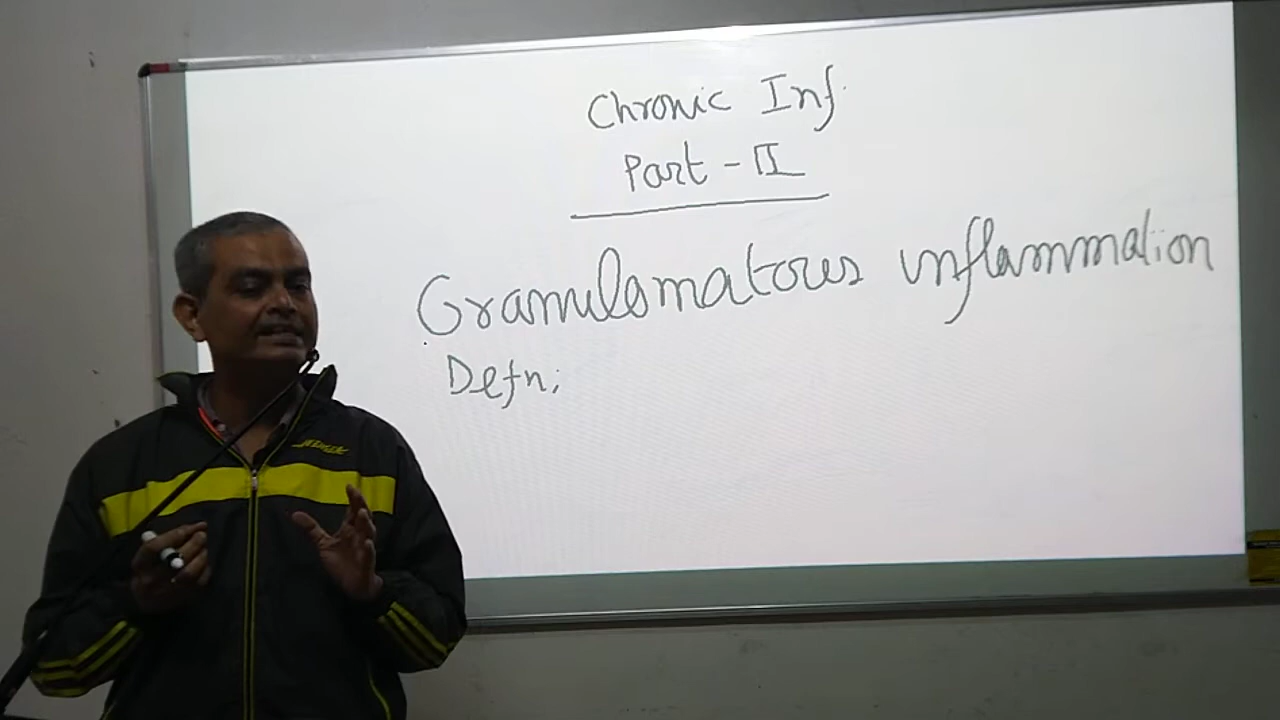 Chronic Inf.
Part - II
Granulomatous inflammation
Defn;